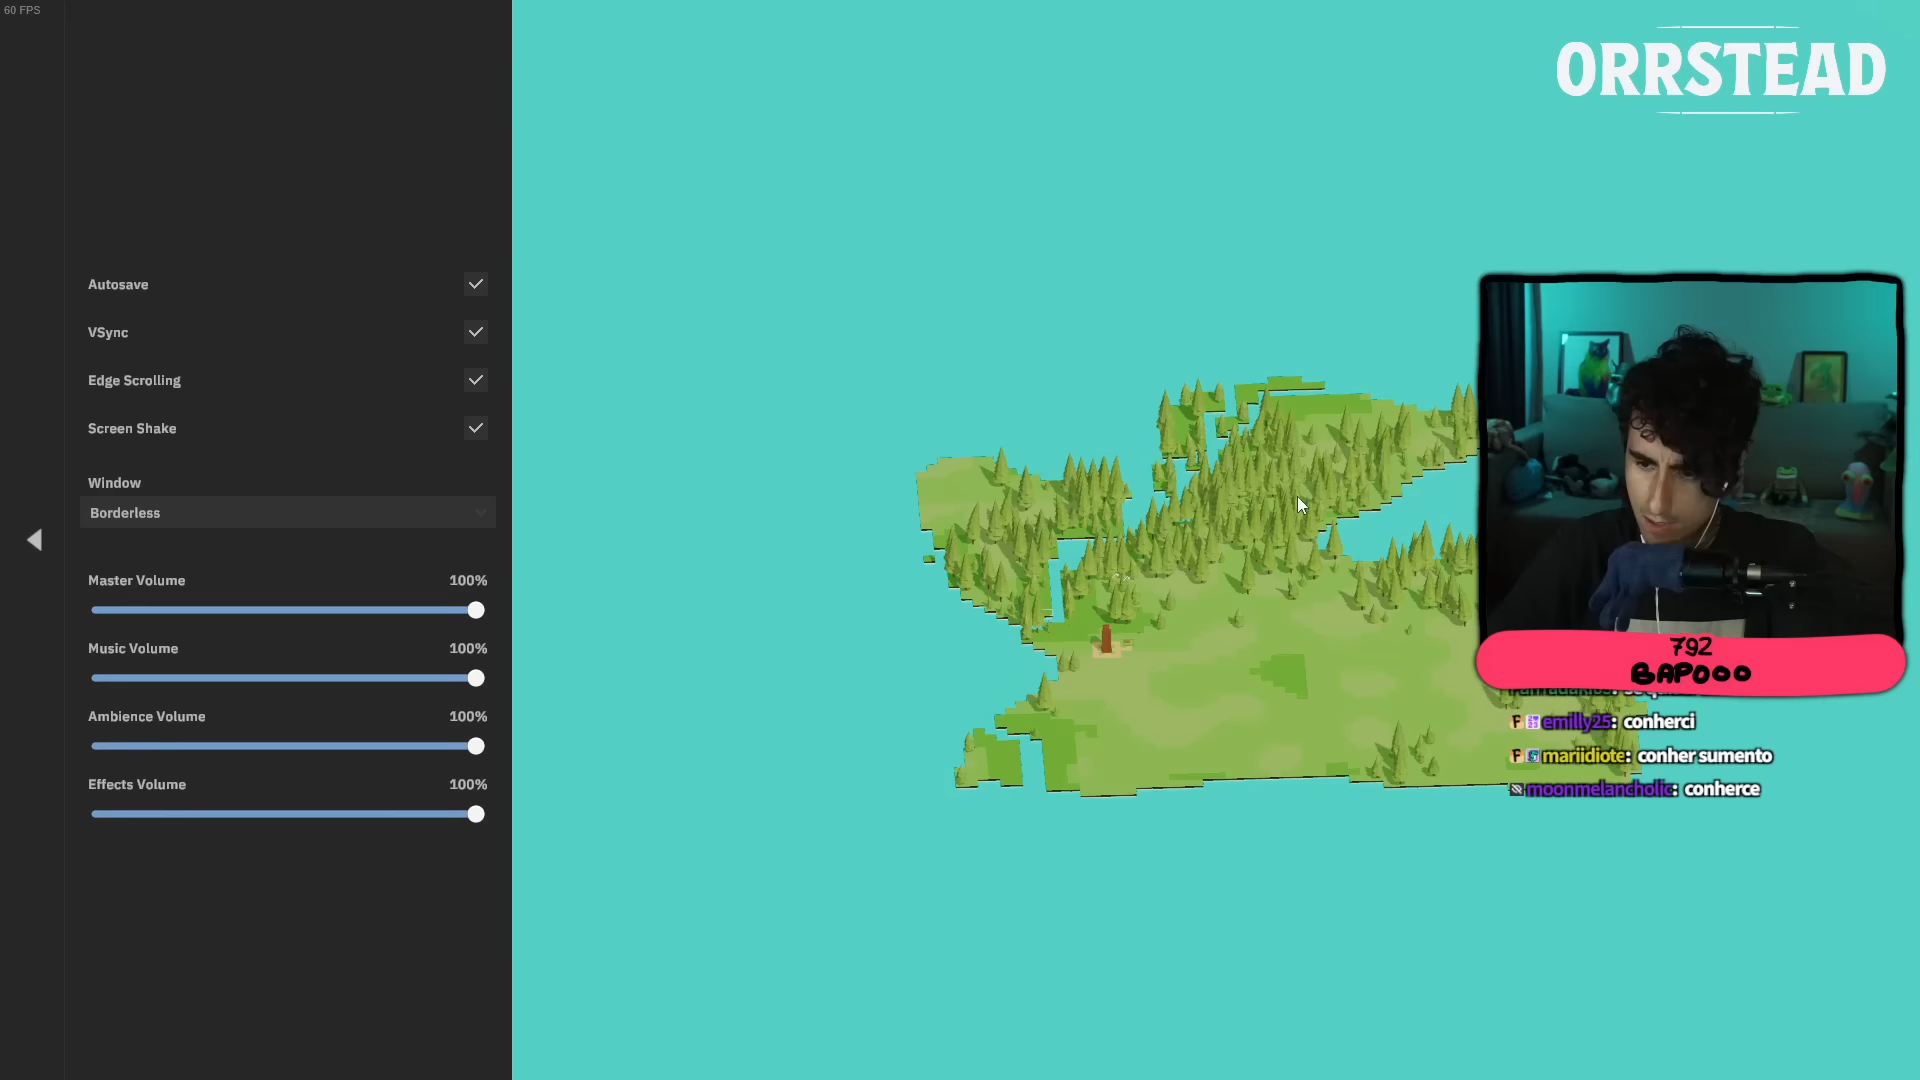 60 FPS
ORRSTEAD
Autosave
VSync
Edge Scrolling
Screen Shake
Window
Borderless
Master Volume 100%
Music Volume 100%
Ambience Volume 100%
Effects Volume 100%
792
BAPOOO
emilly25: conherci
mariidiote: conher sumento
moonmelancholic: conherce